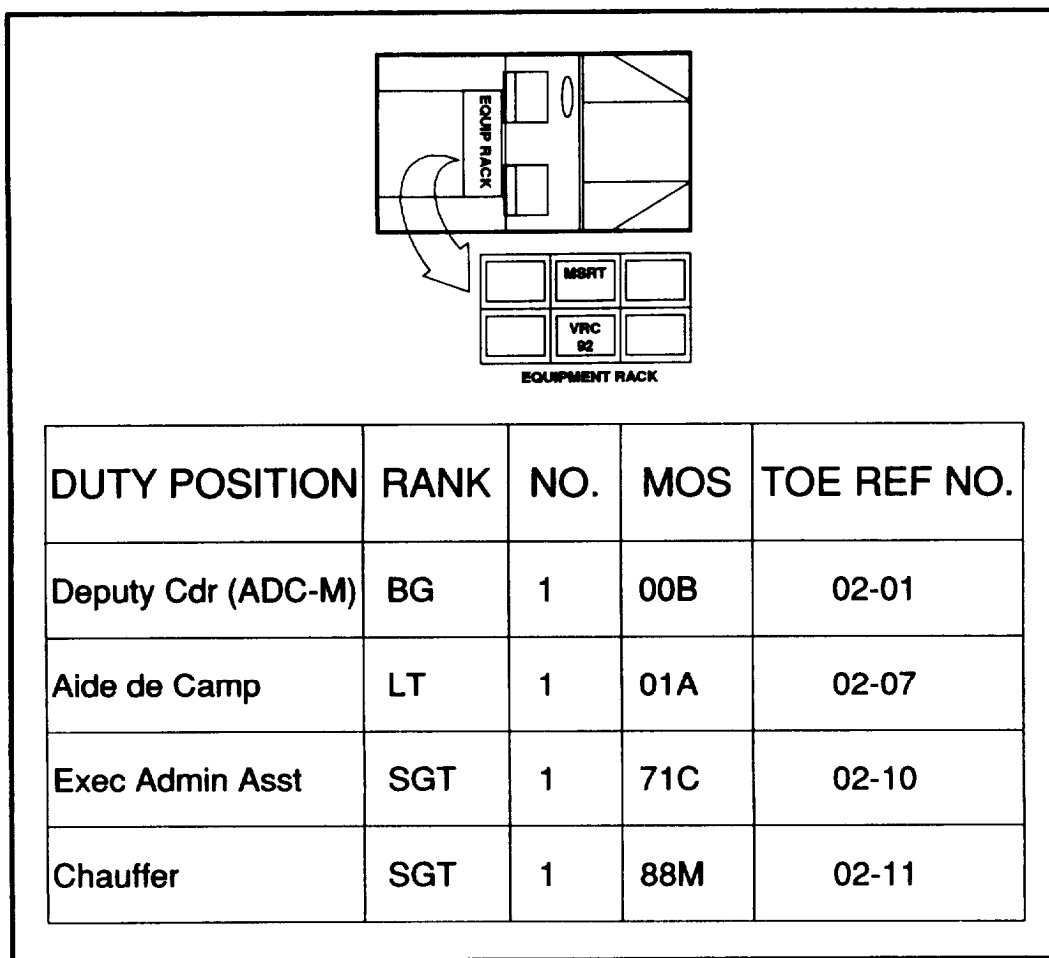 EQUIP RACK
MSRT
VRC
92
EQUIPMENT RACK
DUTY POSITION RANK NO. MOS TOE REF NO.
Deputy Cdr (ADC-M) BG 1 00B 02-01
Aide de Camp LT 1 01A 02-07
Exec Admin Asst SGT 1 71C 02-10
Chauffer SGT 1 88M 02-11